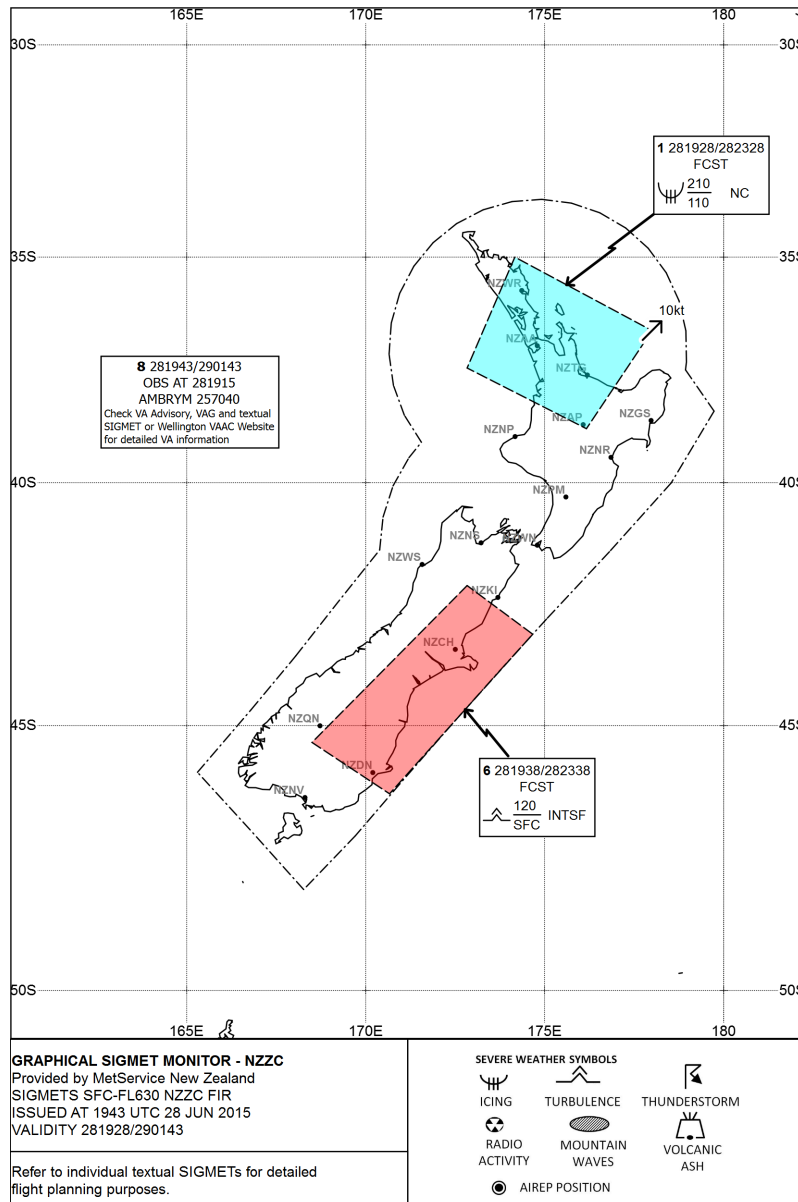 165E 170E 175E 180
30S
1 281928/282328
FCST
210
110
NC
35S 35S
NZWR
10kt
NZAA
8 281943/290143
OBS AT 281915
AMBRYM 257040
Check VA Advisory, VAG and textual
SIGMET or Wellington VAAC Website
for detailed VA information
NZTG
NZAP
NZGS
NZNP
NZNR
40S 40S
NZPM
NZNS
NZWN
NZWS
NZKI
NZCH
NZQN
45S 45S
NZDN
6 281938/282338
FCST
120
SFC
INTSF
NZNV
50S 50S
165E 170E 175E 180
GRAPHICAL SIGMET MONITOR - NZZC
Provided by MetService New Zealand
SIGMETS SFC-FL630 NZZC FIR
ISSUED AT 1943 UTC 28 JUN 2015
VALIDITY 281928/290143
Refer to individual textual SIGMETs for detailed
flight planning purposes.
SEVERE WEATHER SYMBOLS
ICING TURBULENCE THUNDERSTORM
RADIO
ACTIVITY
MOUNTAIN
WAVES
VOLCANIC
ASH
AIREP POSITION